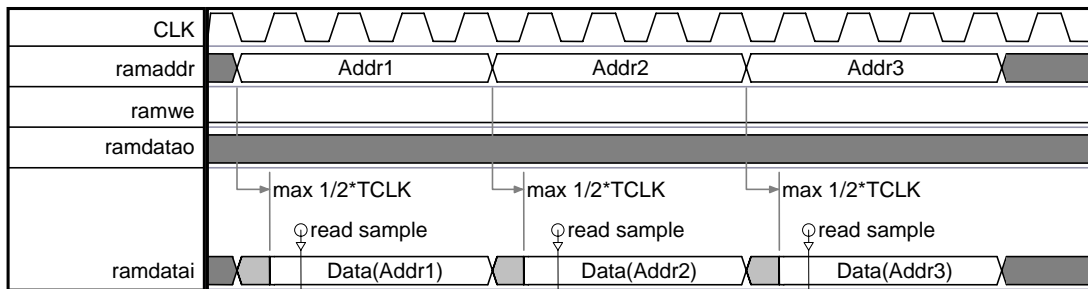 CLK
ramaddr Addr1 Addr2 Addr3
ramwe
ramdatao
max 1/2*TCLK max 1/2*TCLK max 1/2*TCLK
read sample read sample read sample
ramdatai Data(Addr1) Data(Addr2) Data(Addr3)